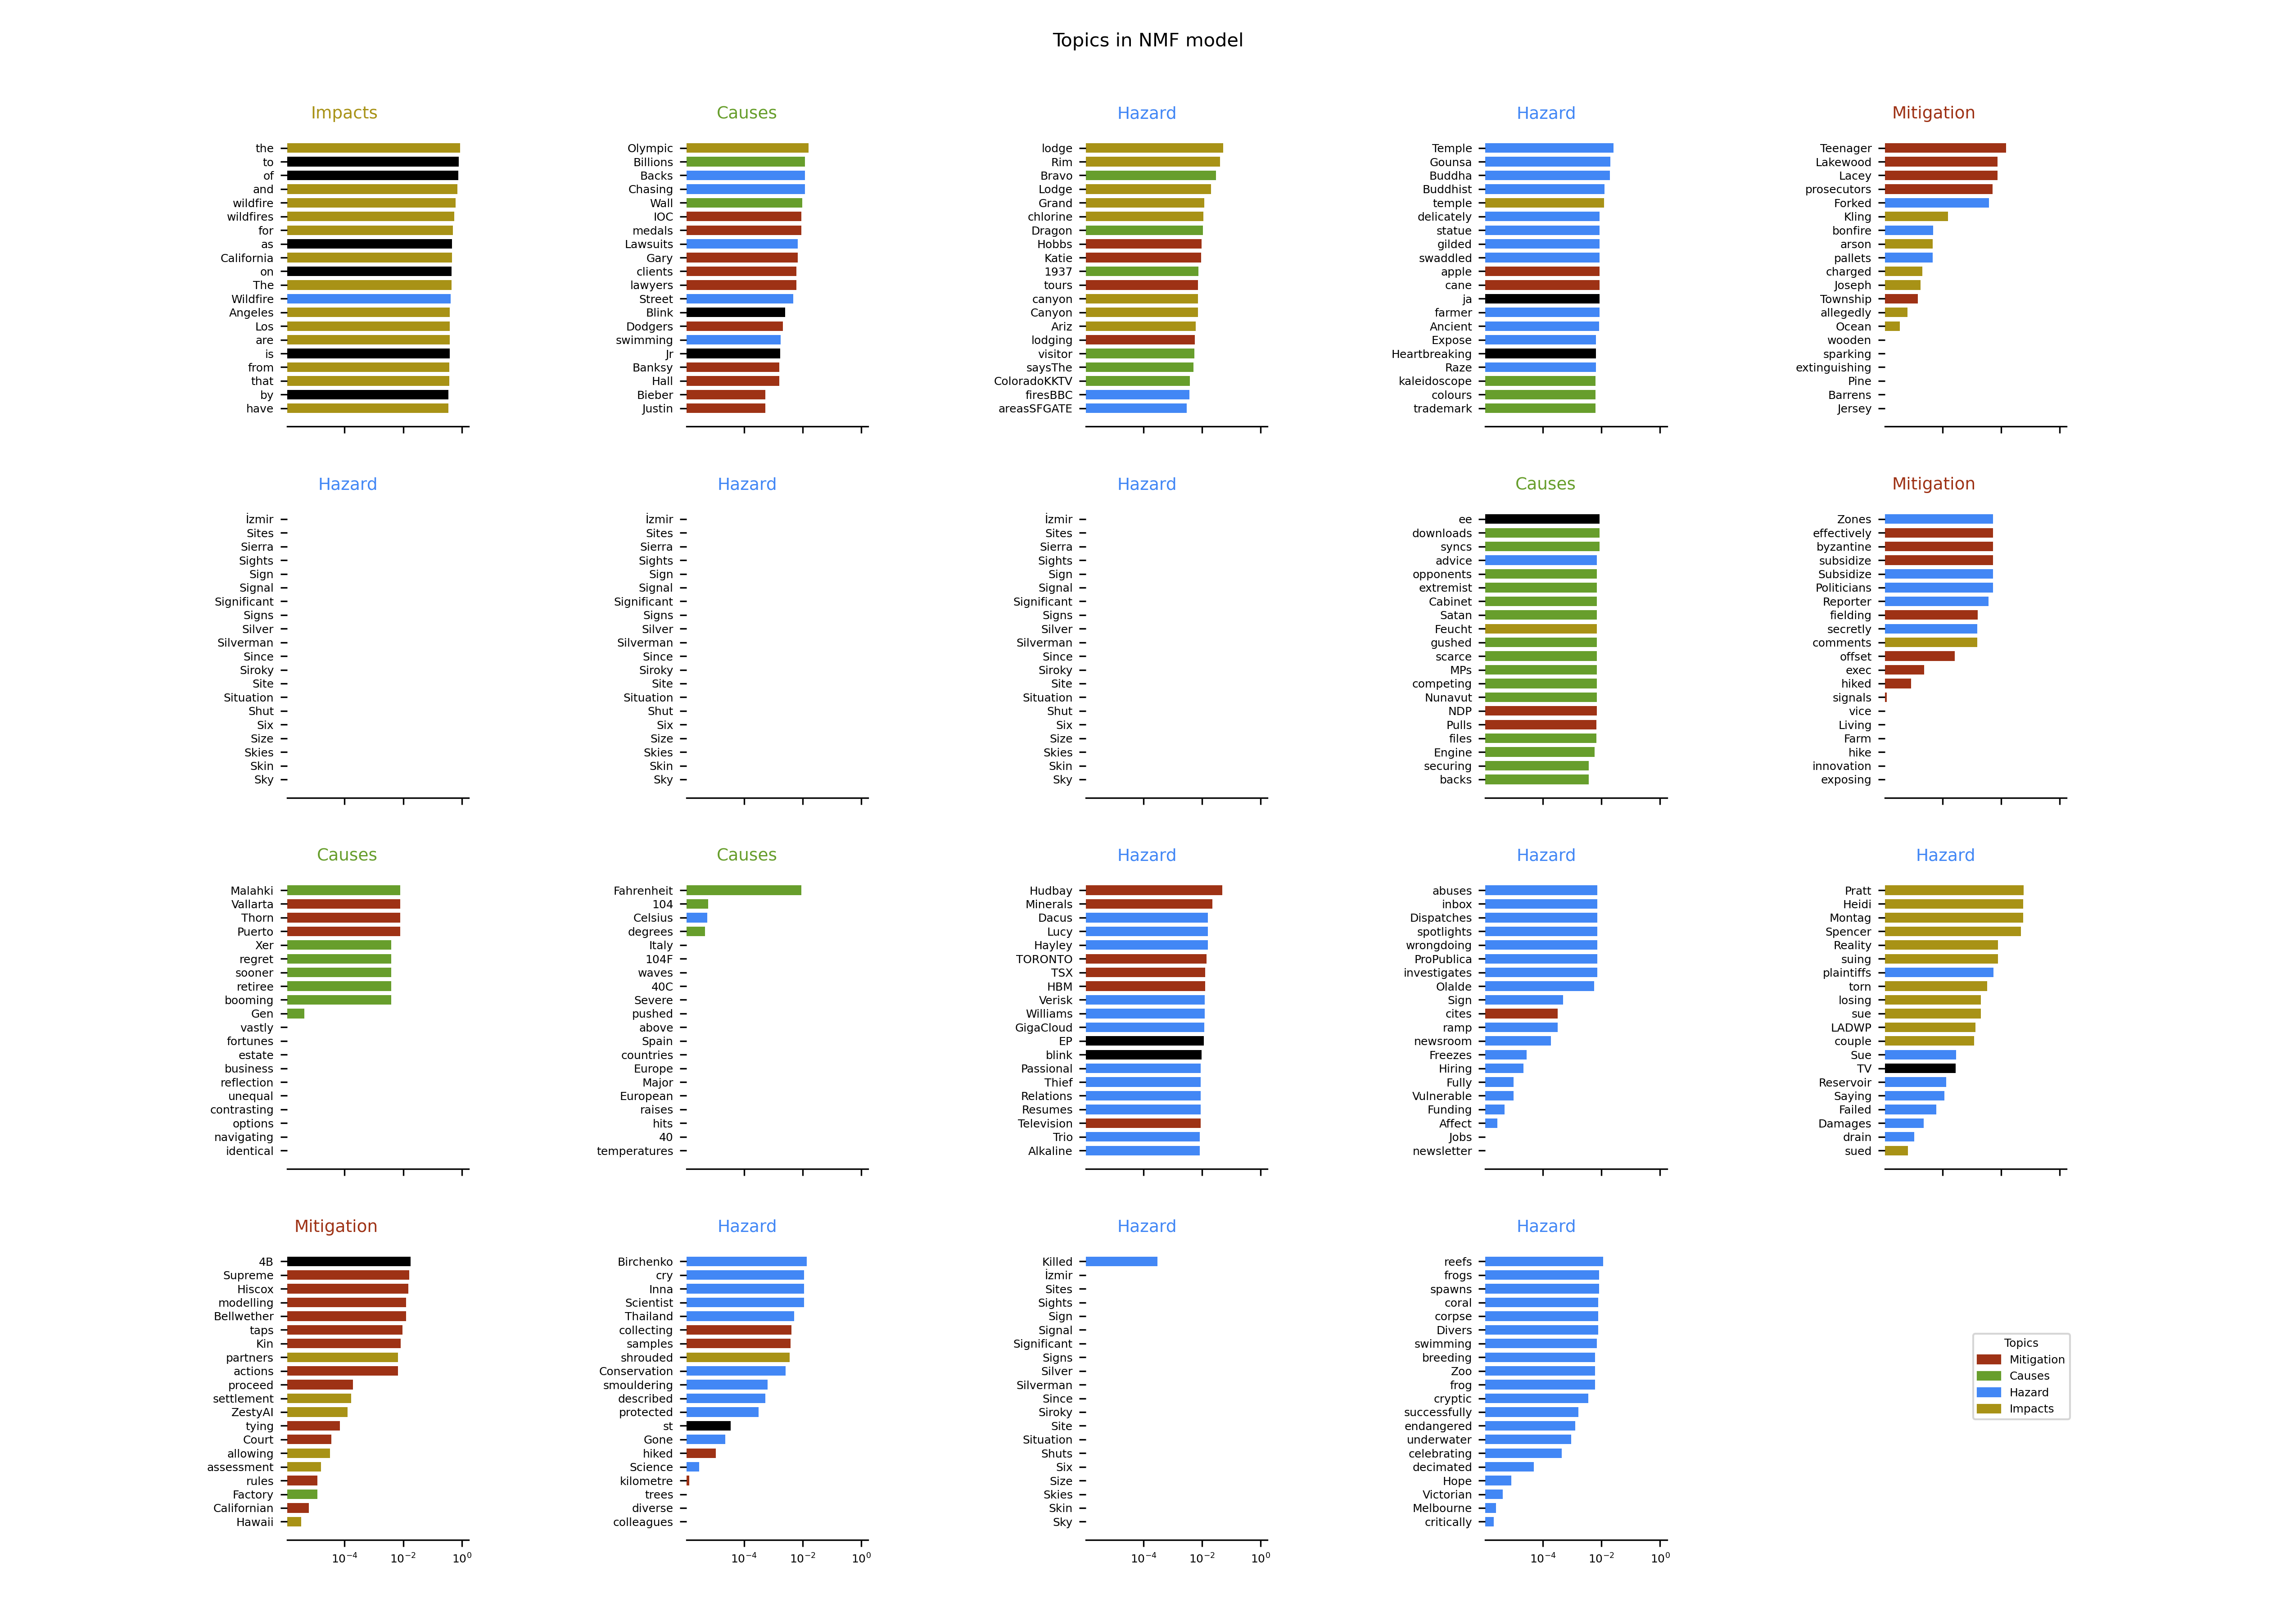 Topics in NMF model
Impacts
the
to
of
and
wildfire
wildfires
for
as
California
on
The
Wildfire
Angeles
Los
are
is
from
that
by
have
Causes
Olympic
Billions
Backs
Chasing
Wall
IOC
medals
Lawsuits
Gary
clients
lawyers
Street
Blink
Dodgers
swimming
Jr
Banksy
Hall
Bieber
Justin
Hazard
lodge
Rim
Bravo
Lodge
Grand
chlorine
Dragon
Hobbs
Katie
1937
tours
canyon
Canyon
Ariz
lodging
visitor
saysThe
ColoradoKKTV
firesBBC
areasSFGATE
Hazard
Temple
Gounsa
Buddha
Buddhist
temple
delicately
statue
gilded
swaddled
apple
cane
ja
farmer
Ancient
Expose
Heartbreaking
Raze
kaleidoscope
colours
trademark
Mitigation
Teenager
Lakewood
Lacey
prosecutors
Forked
Kling
bonfire
arson
pallets
charged
Joseph
Township
allegedly
Ocean
wooden
sparking
extinguishing
Pine
Barrens
Jersey
Hazard
İzmir
Sites
Sierra
Sights
Sign
Signal
Significant
Signs
Silver
Silverman
Since
Siroky
Site
Situation
Shut
Six
Size
Skies
Skin
Sky
Hazard
İzmir
Sites
Sierra
Sights
Sign
Signal
Significant
Signs
Silver
Silverman
Since
Siroky
Site
Situation
Shut
Six
Size
Skies
Skin
Sky
Hazard
İzmir
Sites
Sierra
Sights
Sign
Signal
Significant
Signs
Silver
Silverman
Since
Siroky
Site
Situation
Shut
Six
Size
Skies
Skin
Sky
Causes
ee
downloads
syncs
advice
opponents
extremist
Cabinet
Satan
Feucht
gushed
scarce
MPs
competing
Nunavut
NDP
Pulls
files
Engine
securing
backs
Mitigation
Zones
effectively
byzantine
subsidize
Subsidize
Politicians
Reporter
fielding
secretly
comments
offset
exec
hiked
signals
vice
Living
Farm
hike
innovation
exposing
Causes
Malahki
Vallarta
Thorn
Puerto
Xer
regret
sooner
retiree
booming
Gen
vastly
fortunes
estate
business
reflection
unequal
contrasting
options
navigating
identical
Causes
Fahrenheit
104
Celsius
degrees
Italy
104F
waves
40C
Severe
pushed
above
Spain
countries
Europe
Major
European
raises
hits
40
temperatures
Hazard
Hudbay
Minerals
Dacus
Lucy
Hayley
TORONTO
TSX
HBM
Verisk
Williams
GigaCloud
EP
blink
Passional
Thief
Relations
Resumes
Television
Trio
Alkaline
Hazard
abuses
inbox
Dispatches
spotlights
wrongdoing
ProPublica
investigates
Olalde
Sign
cites
ramp
newsroom
Freezes
Hiring
Fully
Vulnerable
Funding
Affect
Jobs
newsletter
Hazard
Pratt
Heidi
Montag
Spencer
Reality
suing
plaintiffs
torn
losing
sue
LADWP
couple
Sue
TV
Reservoir
Saying
Failed
Damages
drain
sued
Mitigation
4B
Supreme
Hiscox
modelling
Bellwether
taps
Kin
partners
actions
proceed
settlement
ZestyAI
tying
Court
allowing
assessment
rules
Factory
Californian
Hawaii
10⁻⁴ 10⁻² 10⁰
Hazard
Birchenko
cry
Inna
Scientist
Thailand
collecting
samples
shrouded
Conservation
smouldering
described
protected
st
Gone
hiked
Science
kilometre
trees
diverse
colleagues
10⁻⁴ 10⁻² 10⁰
Hazard
Killed
İzmir
Sites
Sights
Sign
Signal
Significant
Signs
Silver
Silverman
Since
Siroky
Site
Situation
Shuts
Six
Size
Skies
Skin
Sky
10⁻⁴ 10⁻² 10⁰
Hazard
reefs
frogs
spawns
coral
corpse
Divers
swimming
breeding
Zoo
frog
cryptic
successfully
endangered
underwater
celebrating
decimated
Hope
Victorian
Melbourne
critically
10⁻⁴ 10⁻² 10⁰
Topics
Mitigation
Causes
Hazard
Impacts